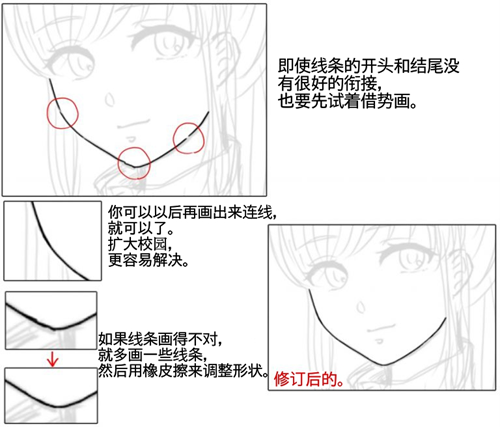 即使线条的开头和结尾没
有很好的衔接，
也要先试着借势画。
你可以以后再画出来连线，
就可以了。
扩大校园，
更容易解决。
如果线条画得不对，
就多画一些线条，
然后用橡皮擦来调整形状。
修订后的。